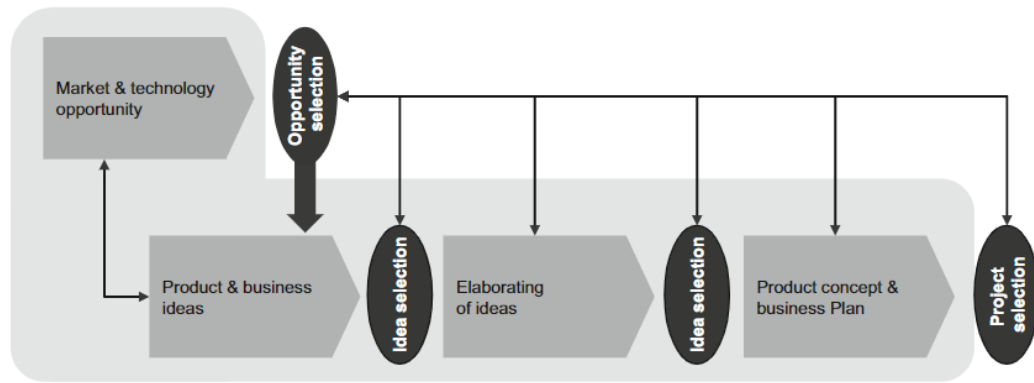 Market & technology
opportunity
Opportunity
selection
Product & business
ideas
Idea selection
Elaborating
of ideas
Idea selection
Product concept &
business Plan
Project
selection